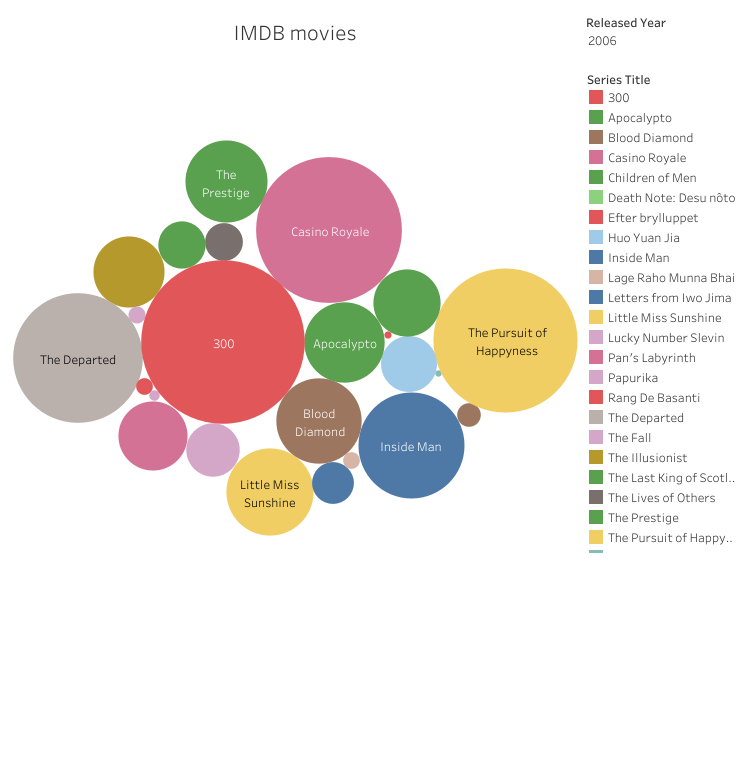 IMDB movies
Released Year
2006
Series Title
300
Apocalypto
Blood Diamond
Casino Royale
Children of Men
Death Note: Desu nôto
Efter brylluppet
Huo Yuan Jia
Inside Man
Lage Raho Munna Bhai
Letters from Iwo Jima
Little Miss Sunshine
Lucky Number Slevin
Pan's Labyrinth
Papurika
Rang De Basanti
The Departed
The Fall
The Illusionist
The Last King of Scotl..
The Lives of Others
The Prestige
The Pursuit of Happy..
The
Prestige
Casino Royale
The Departed
300
Apocalypto
The Pursuit of
Happyness
Blood
Diamond
Inside Man
Little Miss
Sunshine